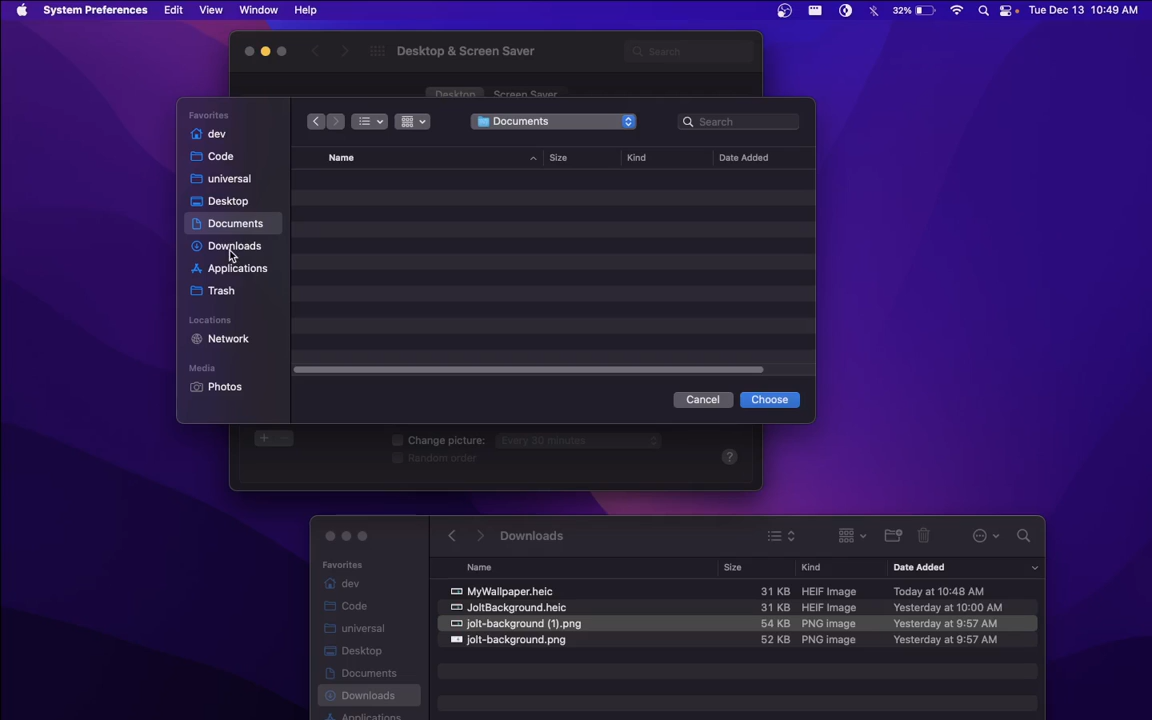 System Preferences Edit View Window Help 32% Tue Dec 13 10:49 AM
Desktop & Screen Saver Search
Desktop Screen Saver
Favorites
dev
Code
universal
Desktop
Documents
Downloads
Applications
Trash
Locations
Network
Media
Photos
Documents Search
Name Size Kind Date Added
Cancel Choose
+ − Change picture: Every 30 minutes
Random order ?
Favorites
dev
Code
universal
Desktop
Documents
Downloads
Applications
Downloads
Name Size Kind Date Added
MyWallpaper.heic 31 KB HEIF Image Today at 10:48 AM
JoltBackground.heic 31 KB HEIF Image Yesterday at 10:00 AM
jolt-background (1).png 54 KB PNG image Yesterday at 9:57 AM
jolt-background.png 52 KB PNG image Yesterday at 9:57 AM